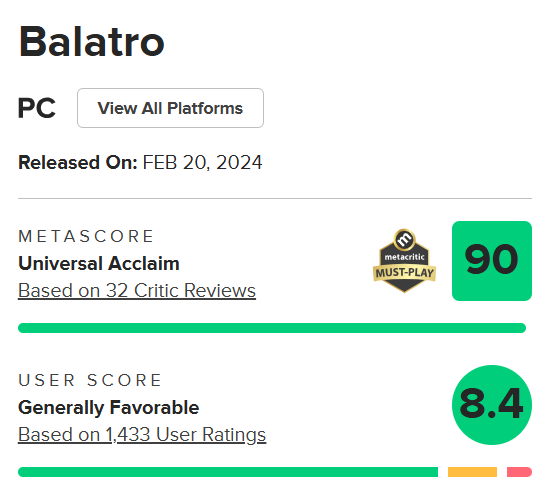 Balatro
PC
View All Platforms
Released On: FEB 20, 2024
METASCORE
Universal Acclaim
Based on 32 Critic Reviews
m
metacritic
MUST-PLAY
90
USER SCORE
Generally Favorable
Based on 1,433 User Ratings
8.4